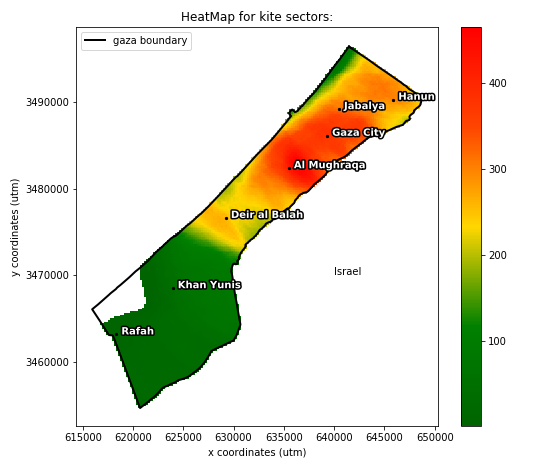 HeatMap for kite sectors:
gaza boundary
Hanun
Jabalya
Gaza City
Al Mughraqa
Deir al Balah
Israel
Khan Yunis
Rafah
3490000
3480000
3470000
3460000
y coordinates (utm)
615000 620000 625000 630000 635000 640000 645000 650000
x coordinates (utm)
400
300
200
100